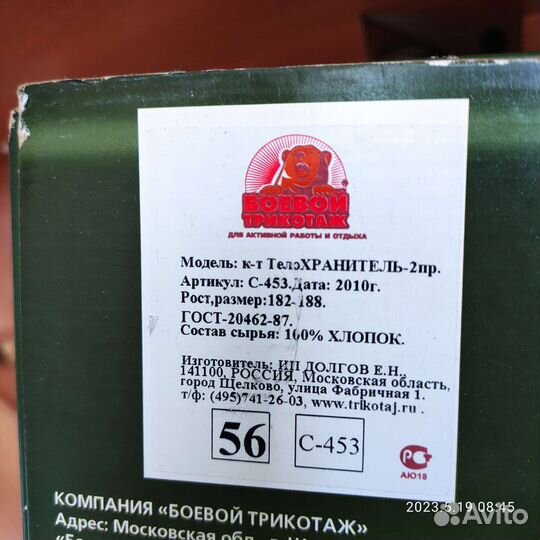 БОЕВОЙ
ТРИКОТАЖ
ДЛЯ АКТИВНОЙ РАБОТЫ И ОТДЫХА
Модель: к-т ТелоХРАНИТЕЛЬ-2пр.
Артикул: С-453.Дата: 2010г.
Рост,размер:182-188.
ГОСТ-20462-87.
Состав сырья: 100% ХЛОПОК.
Изготовитель: ИП ДОЛГОВ Е.Н.,
141100, РОССИЯ, Московская область,
город Щелково, улица Фабричная 1.
т/ф: (495)741-26-03, www.trikotaj.ru .
56
С-453
РСТ
АЮ18
КОМПАНИЯ «БОЕВОЙ ТРИКОТАЖ»
Адрес: Московская обл.
2023.5.19 08:45
Avito